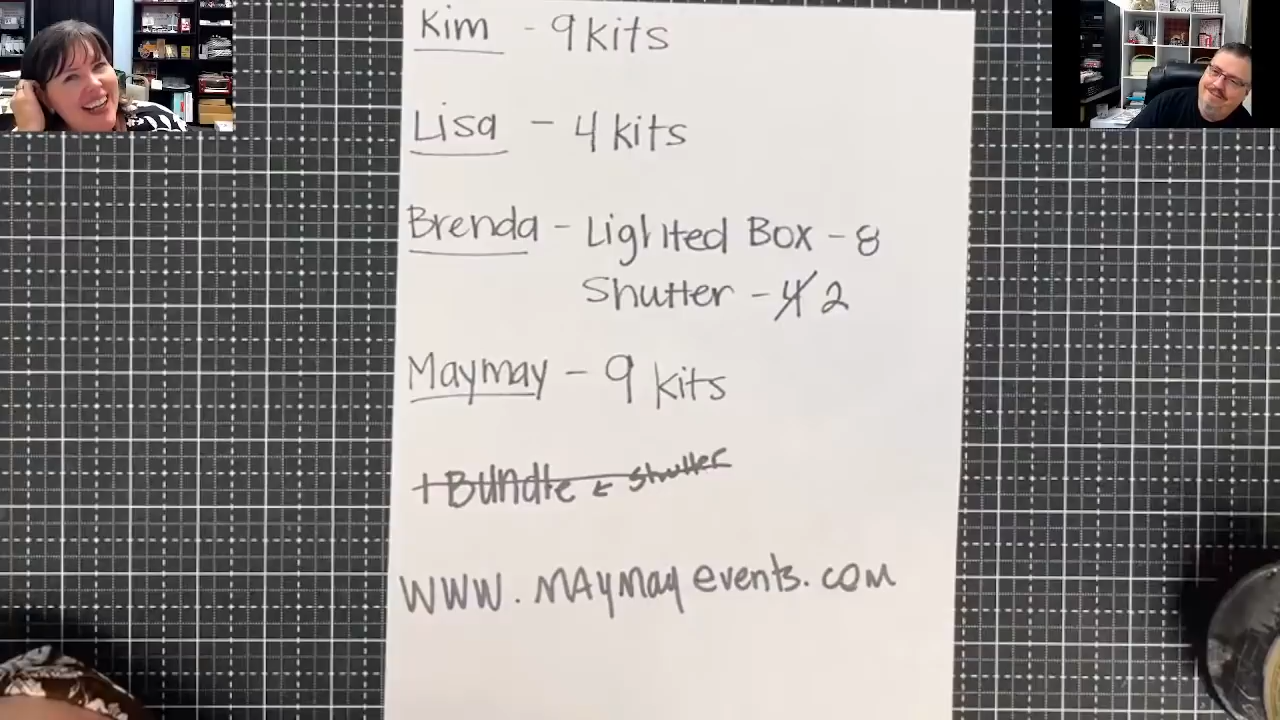 Kim - 9 kits
Lisa - 4 kits
Brenda - Lighted Box - 8
Shutter - 4 2
Maymay - 9 kits
+ Bundle ← Shutter
www.maymayevents.com